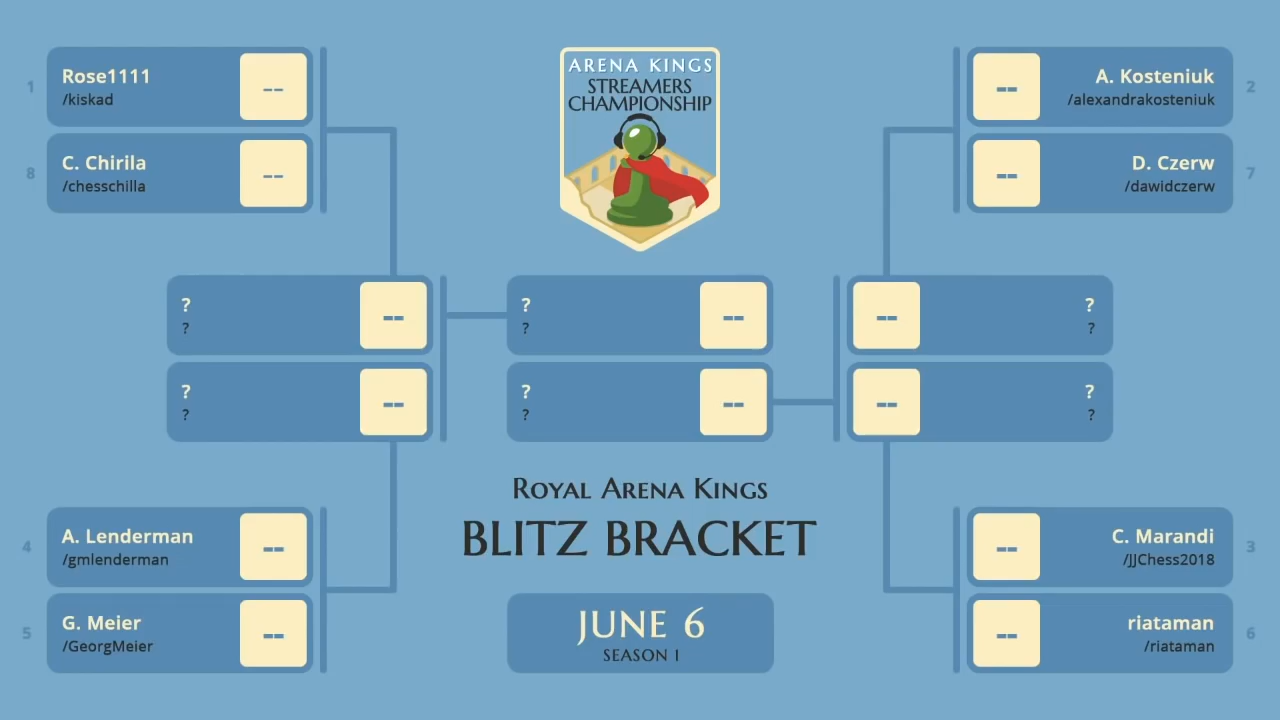 ARENA KINGS
STREAMERS
CHAMPIONSHIP
1
Rose1111
/kiskad
--
8
C. Chirila
/chesschilla
--
?
?
--
?
?
--
4
A. Lenderman
/gmlenderman
--
5
G. Meier
/GeorgMeier
--
?
?
--
?
?
--
2
A. Kosteniuk
/alexandrakosteniuk
--
7
D. Czerw
/dawidczerw
--
?
?
--
?
?
--
3
C. Marandi
/JJChess2018
--
6
riataman
/riataman
--
ROYAL ARENA KINGS
BLITZ BRACKET
JUNE 6
SEASON 1